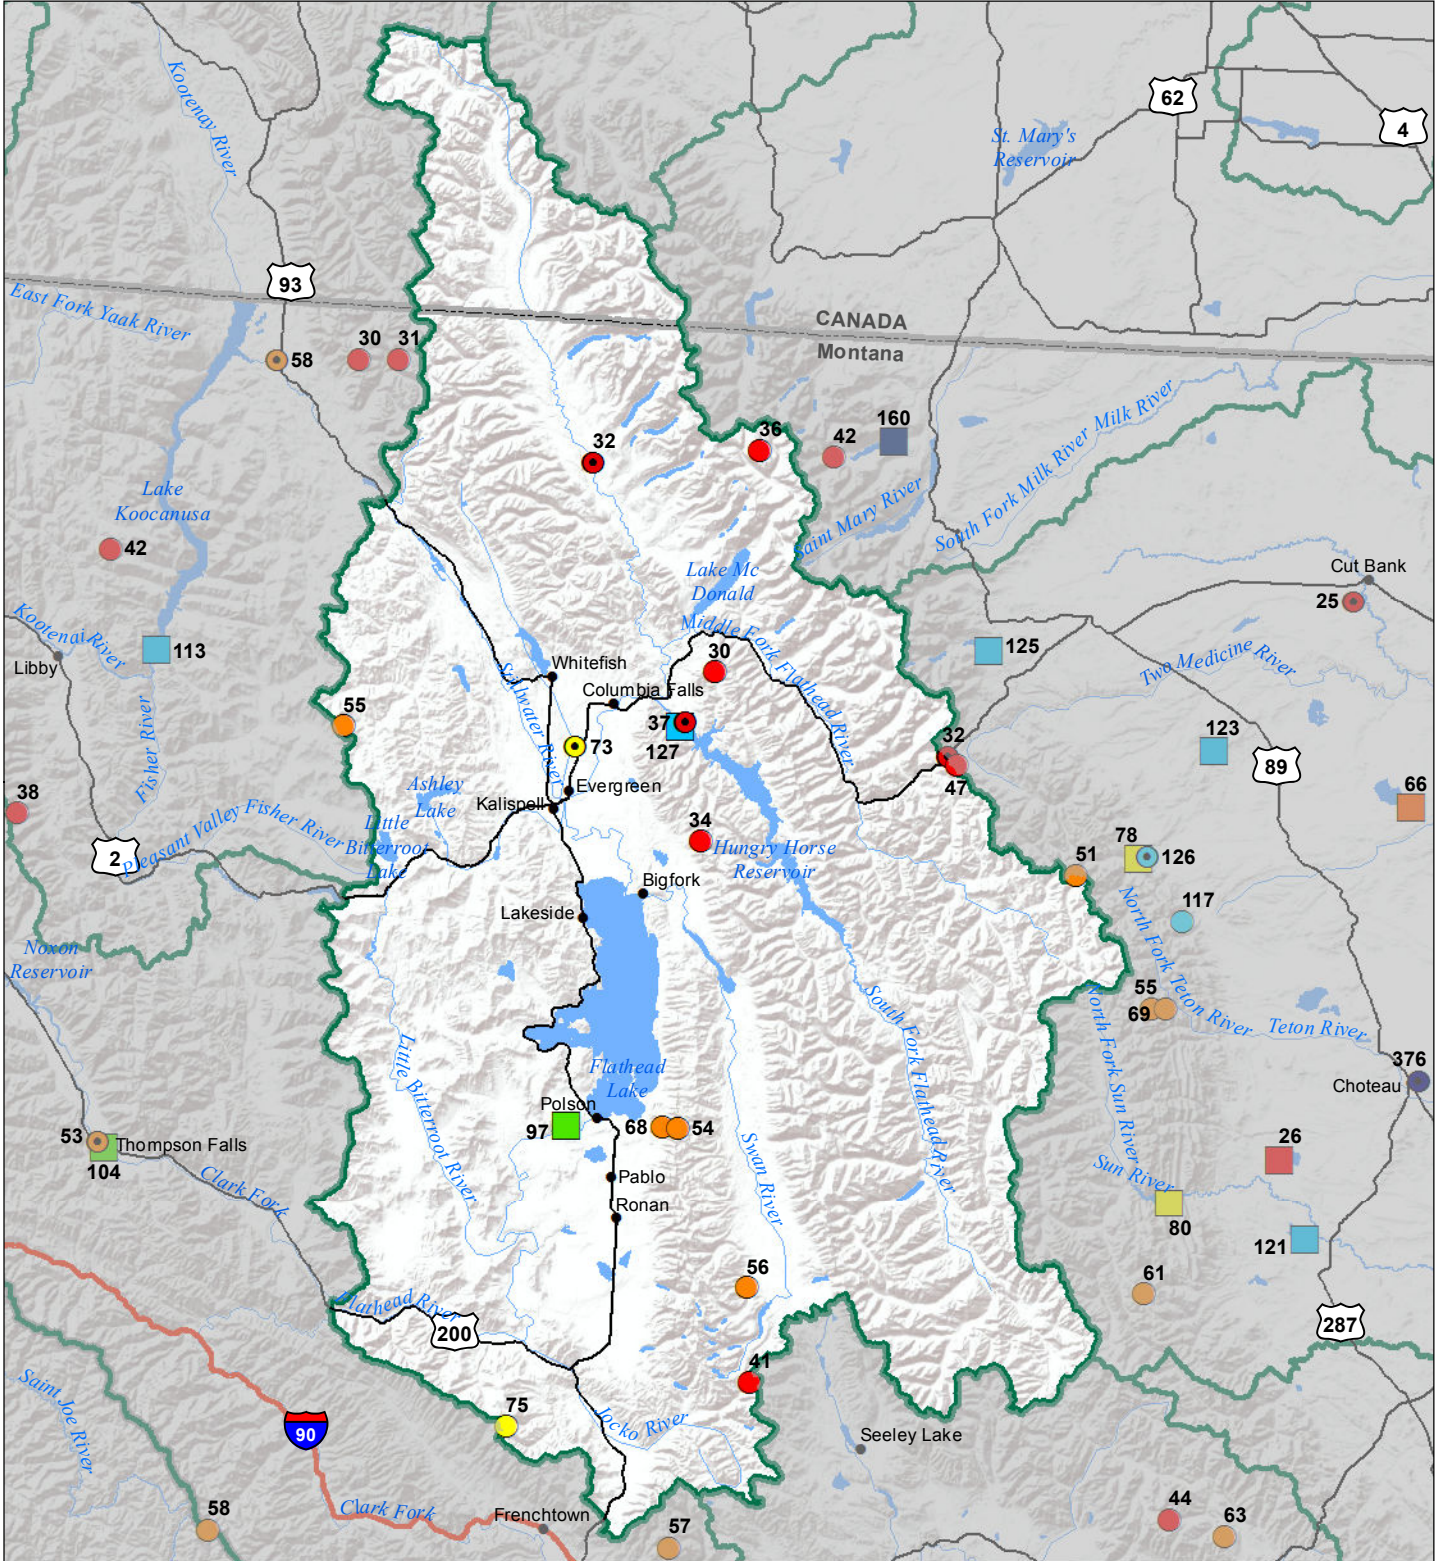 62
4
Kootenay River
St. Mary's
Reservoir
93
East Fork Yaak River
CANADA
Montana
58
30
31
36
42
160
32
Milk River
South Fork Milk River
Saint Mary River
Lake
Koocanusa
42
Lake Mc
Donald
Cut Bank
25
Kootenai River
Libby
113
Middle Fork Flathead River
125
Two Medicine River
Whitefish
30
Stillwater River
Columbia Falls
Fisher River
55
37
127
73
32
47
123
89
66
38
Ashley
Lake
Evergreen
Kalispell
2
Pleasant Valley Fisher River
Little
Bitterroot
Lake
34
Hungry Horse
Reservoir
78
126
51
Bigfork
Lakeside
117
Noxon
Reservoir
North Fork Teton River
55
69
Teton River
South Fork Flathead River
North Fork Sun River
Little Bitterroot River
Flathead
Lake
376
Choteau
Polson
97
68
54
53
Thompson Falls
104
Swan River
26
Clark Fork
Pablo
Sun River
Ronan
80
121
56
61
Flathead River
200
287
41
Saint Joe River
75
Jocko River
90
Seeley Lake
Clark Fork
58
Frenchtown
57
44
63